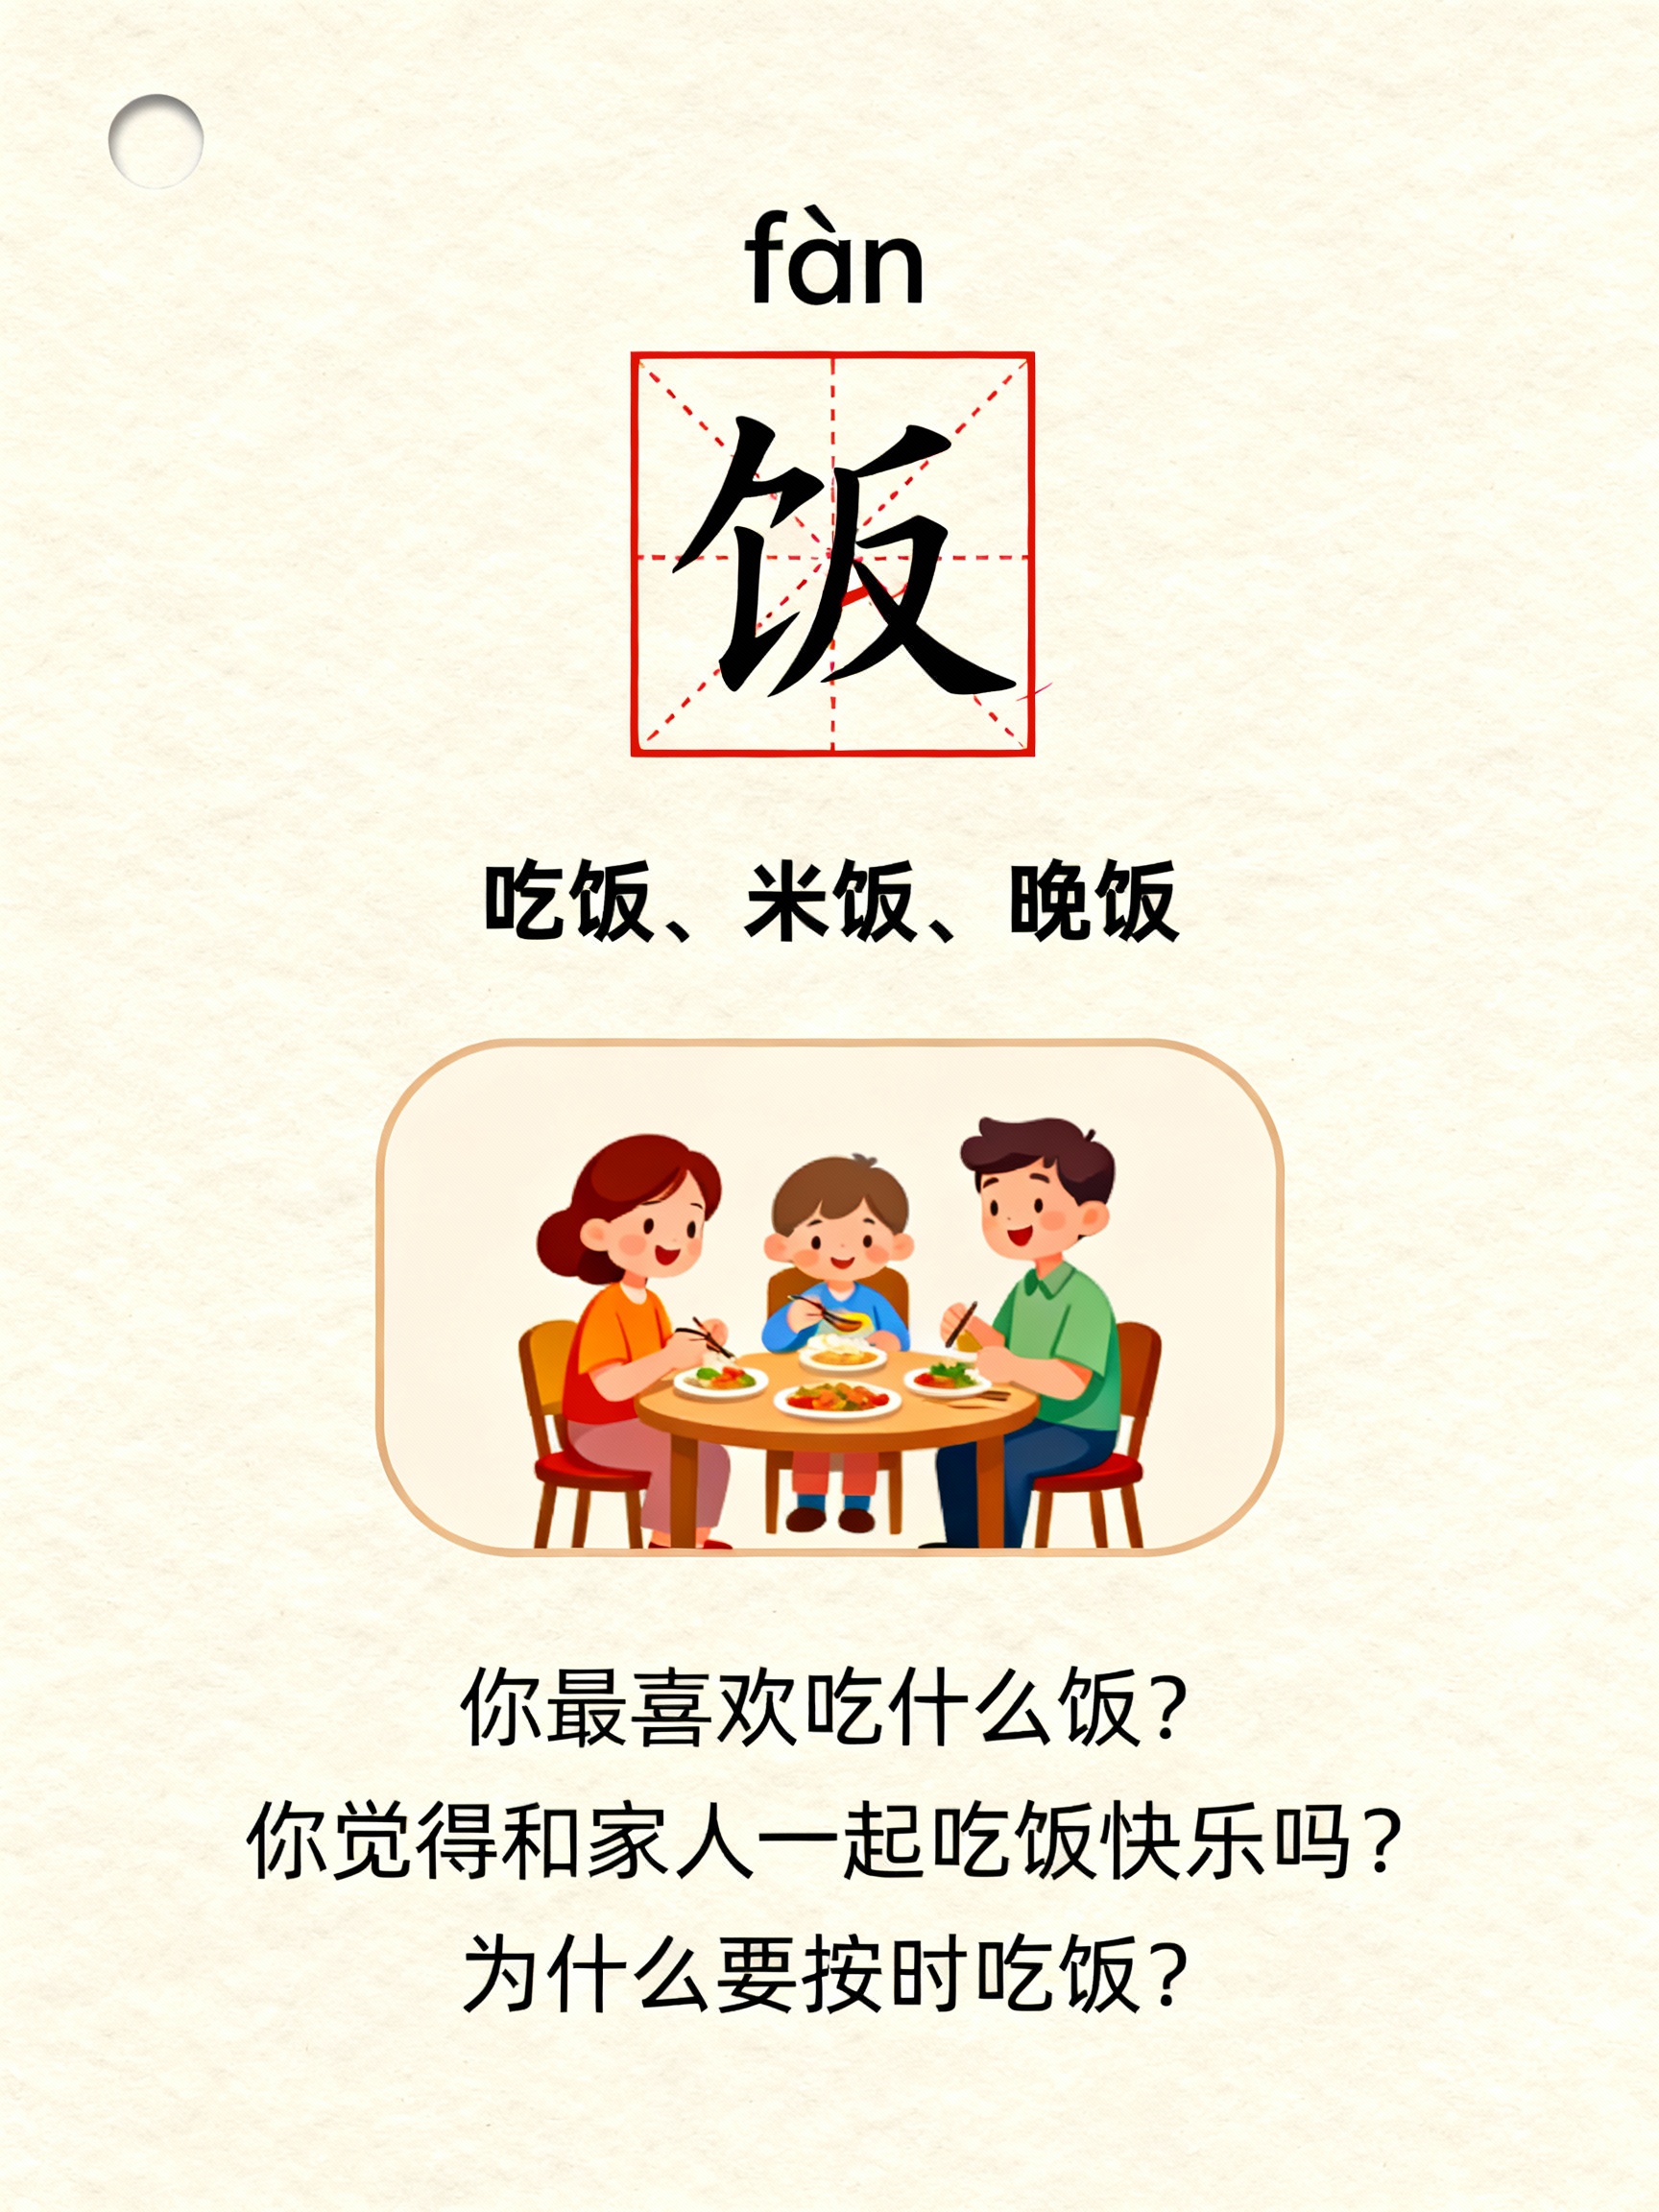 fàn
饭
吃饭、米饭、晚饭
你最喜欢吃什么饭？
你觉得和家人一起吃饭快乐吗？
为什么要按时吃饭？